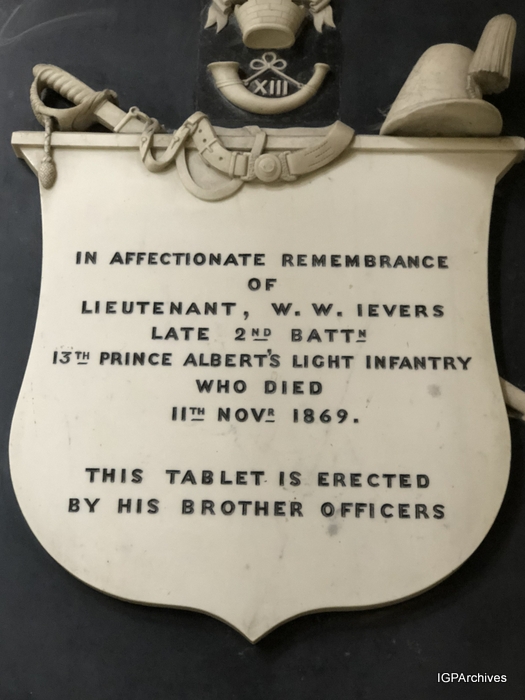 XIII
IN AFFECTIONATE REMEMBRANCE
OF
LIEUTENANT, W. W. IEVERS
LATE 2ND BATTN
13TH PRINCE ALBERT'S LIGHT INFANTRY
WHO DIED
11TH NOVR 1869.
THIS TABLET IS ERECTED
BY HIS BROTHER OFFICERS
IGPArchives